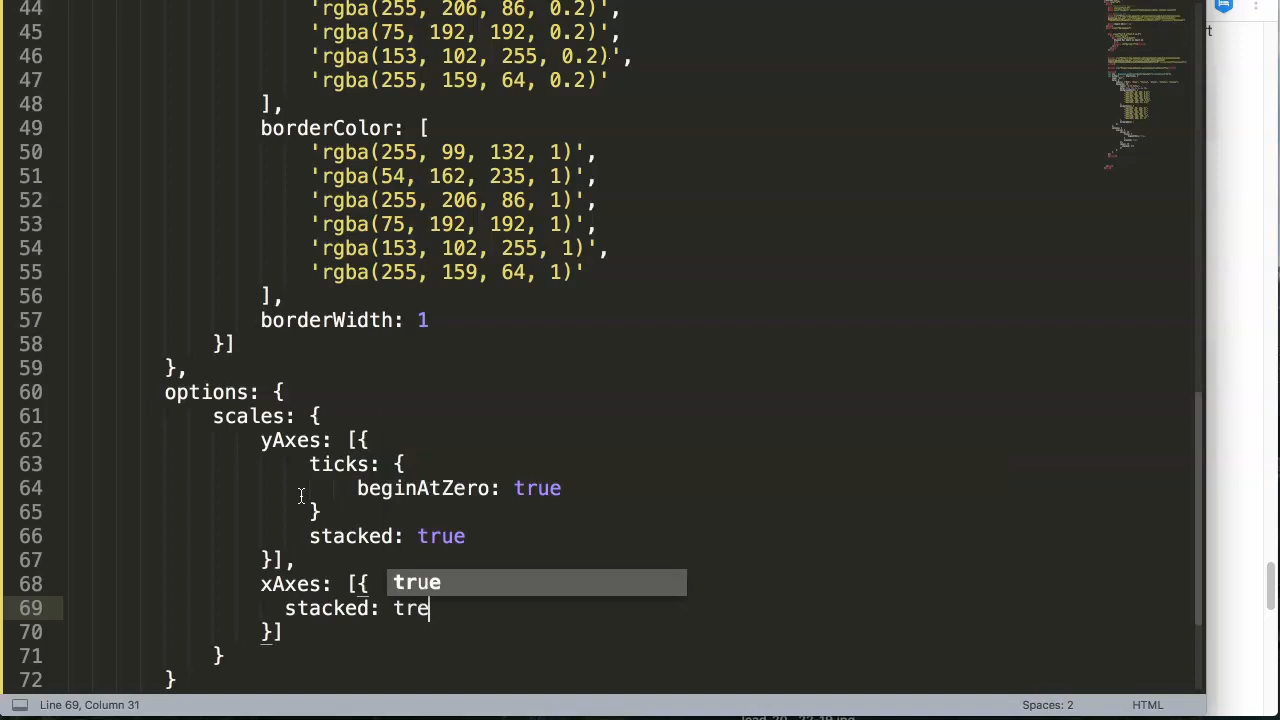 44 'rgba(255, 206, 86, 0.2)',
45 'rgba(75, 192, 192, 0.2)',
46 'rgba(153, 102, 255, 0.2)',
47 'rgba(255, 159, 64, 0.2)'
48 ],
49 borderColor: [
50 'rgba(255, 99, 132, 1)',
51 'rgba(54, 162, 235, 1)',
52 'rgba(255, 206, 86, 1)',
53 'rgba(75, 192, 192, 1)',
54 'rgba(153, 102, 255, 1)',
55 'rgba(255, 159, 64, 1)'
56 ],
57 borderWidth: 1
58 }]
59 },
60 options: {
61 scales: {
62 yAxes: [{
63 ticks: {
64 beginAtZero: true
65 }
66 stacked: true
67 }],
68 xAxes: [{ true
69 stacked: tre
70 }]
71 }
72 }
Line 69, Column 31 Spaces: 2 HTML